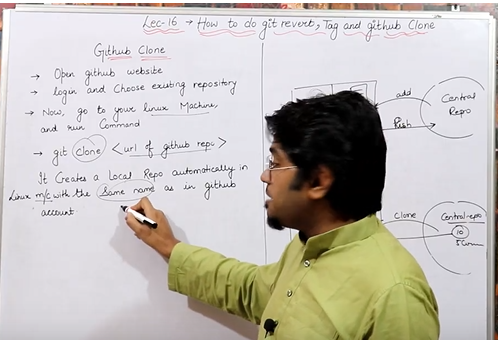 Lec-16 → How to do git reverb, Tag and github Clone
Github Clone
→ Open github website
→ login and Choose existing repository
→ Now, go to your linux Machine,
and run Command
→ git clone <url of github repo>
It Creates a Local Repo automatically in
Linux m/c with the same name as in github
account
add
Central
Repo
Push
Clone
Central-repo
10